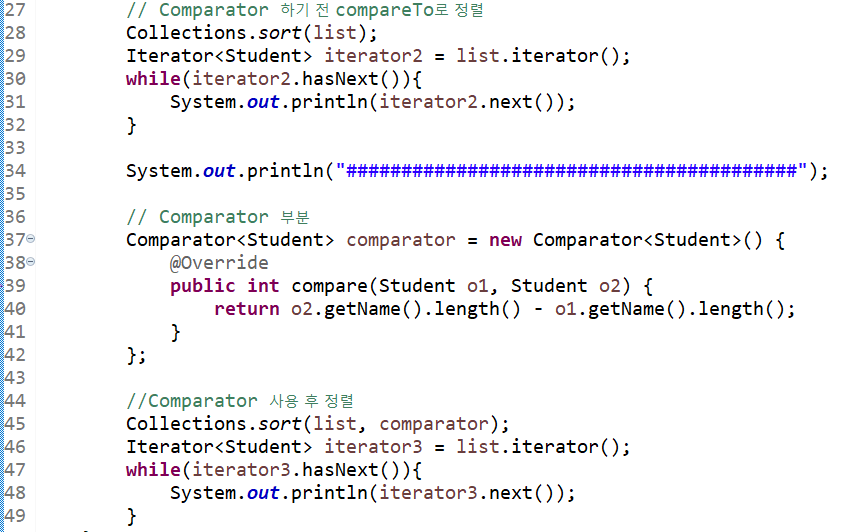 27 // Comparator 하기 전 compareTo로 정렬
28 Collections.sort(list);
29 Iterator<Student> iterator2 = list.iterator();
30 while(iterator2.hasNext()){
31 System.out.println(iterator2.next());
32 }
33
34 System.out.println("#########################################");
35
36 // Comparator 부분
37 Comparator<Student> comparator = new Comparator<Student>() {
38 @Override
39 public int compare(Student o1, Student o2) {
40 return o2.getName().length() - o1.getName().length();
41 }
42 };
43
44 //Comparator 사용 후 정렬
45 Collections.sort(list, comparator);
46 Iterator<Student> iterator3 = list.iterator();
47 while(iterator3.hasNext()){
48 System.out.println(iterator3.next());
49 }